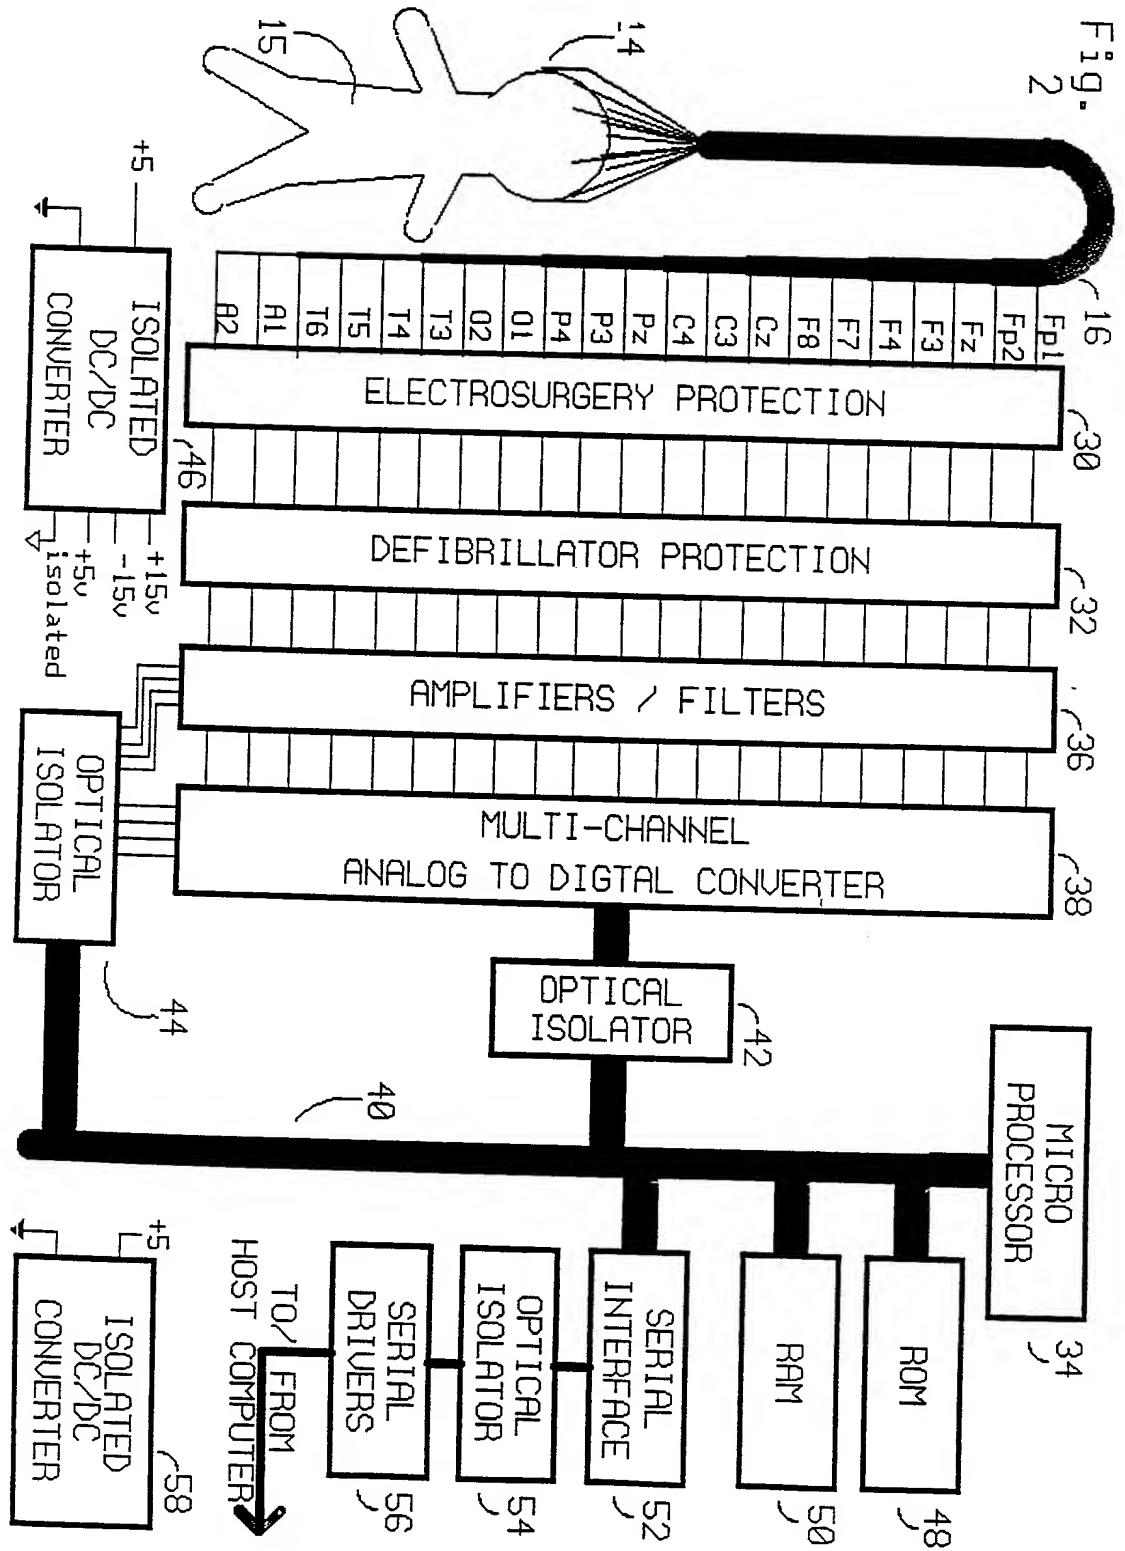 Fig.
2
14
15
16
Fp1
Fp2
Fz
F3
F4
F7
F8
Cz
C3
C4
Pz
P3
P4
O1
O2
T3
T4
T5
T6
A1
A2
ELECTROSURGERY PROTECTION
30
DEFIBRILLATOR PROTECTION
32
AMPLIFIERS / FILTERS
36
MULTI-CHANNEL
ANALOG TO DIGTAL CONVERTER
38
+5
ISOLATED
DC/DC
CONVERTER
46
+15v
-15v
+5v
isolated
OPTICAL
ISOLATOR
44
OPTICAL
ISOLATOR
42
40
MICRO
PROCESSOR
34
ROM
48
RAM
50
SERIAL
INTERFACE
52
OPTICAL
ISOLATOR
54
SERIAL
DRIVERS
56
TO/ FROM
HOST COMPUTER
+5
ISOLATED
DC/DC
CONVERTER
58